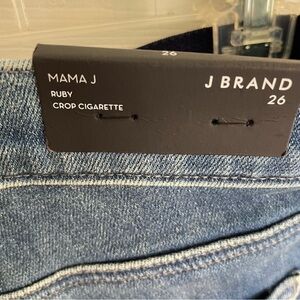 26
MAMA J
RUBY
CROP CIGARETTE
J BRAND
26